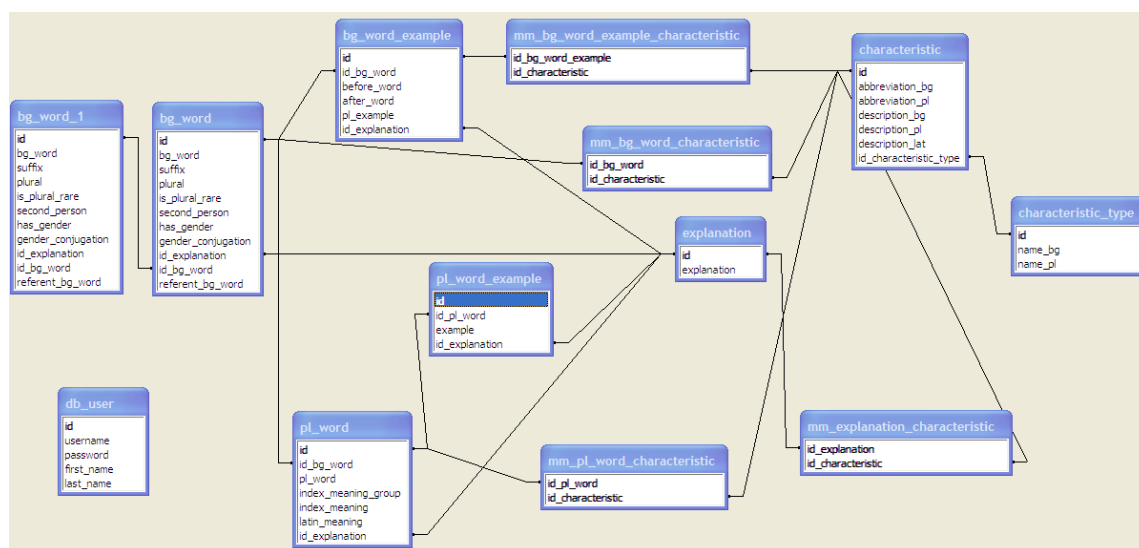 bg_word_example
id
id_bg_word
before_word
after_word
pl_example
id_explanation
mm_bg_word_example_characteristic
id_bg_word_example
id_characteristic
characteristic
id
abbreviation_bg
abbreviation_pl
description_bg
description_pl
description_lat
id_characteristic_type
bg_word_1
id
bg_word
suffix
plural
is_plural_rare
second_person
has_gender
gender_conjugation
id_explanation
id_bg_word
referent_bg_word
bg_word
id
bg_word
suffix
plural
is_plural_rare
second_person
has_gender
gender_conjugation
id_explanation
id_bg_word
referent_bg_word
mm_bg_word_characteristic
id_bg_word
id_characteristic
characteristic_type
id
name_bg
name_pl
explanation
id
explanation
pl_word_example
id
id_pl_word
example
id_explanation
db_user
id
username
password
first_name
last_name
pl_word
id
id_bg_word
pl_word
index_meaning_group
index_meaning
latin_meaning
id_explanation
mm_pl_word_characteristic
id_pl_word
id_characteristic
mm_explanation_characteristic
id_explanation
id_characteristic